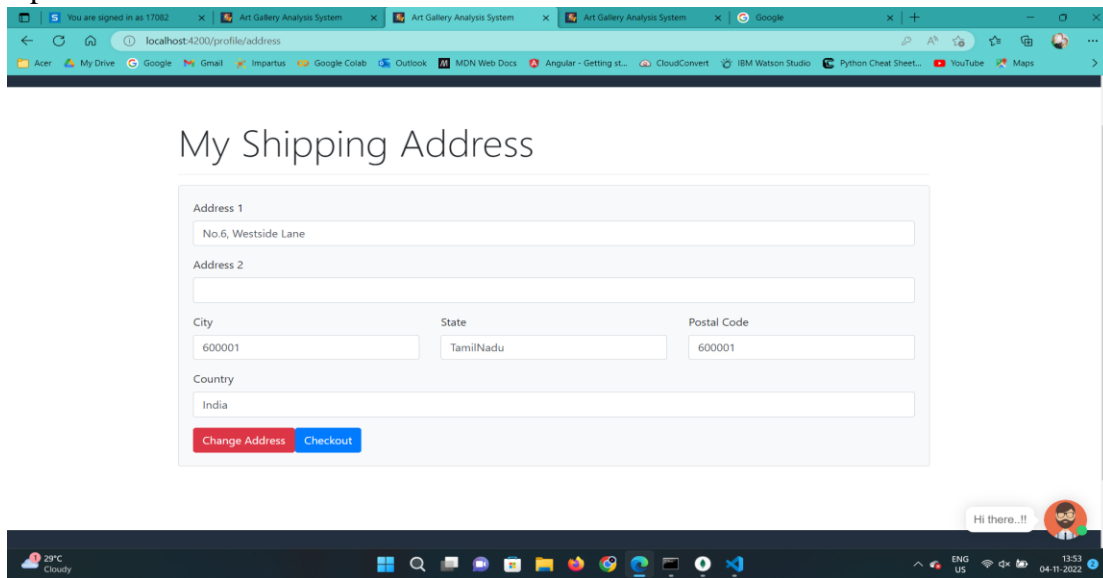 You are signed in as 17082
Art Gallery Analysis System
Art Gallery Analysis System
Art Gallery Analysis System
Google
localhost:4200/profile/address
Acer My Drive Google Gmail Impartus Google Colab Outlook MDN Web Docs Angular - Getting st... CloudConvert IBM Watson Studio Python Cheat Sheet... YouTube Maps
My Shipping Address
Address 1
No.6, Westside Lane
Address 2
City State Postal Code
600001 TamilNadu 600001
Country
India
Change Address Checkout
Hi there..!!
1 29°C ENG 13:53
Cloudy US 04-11-2022 2